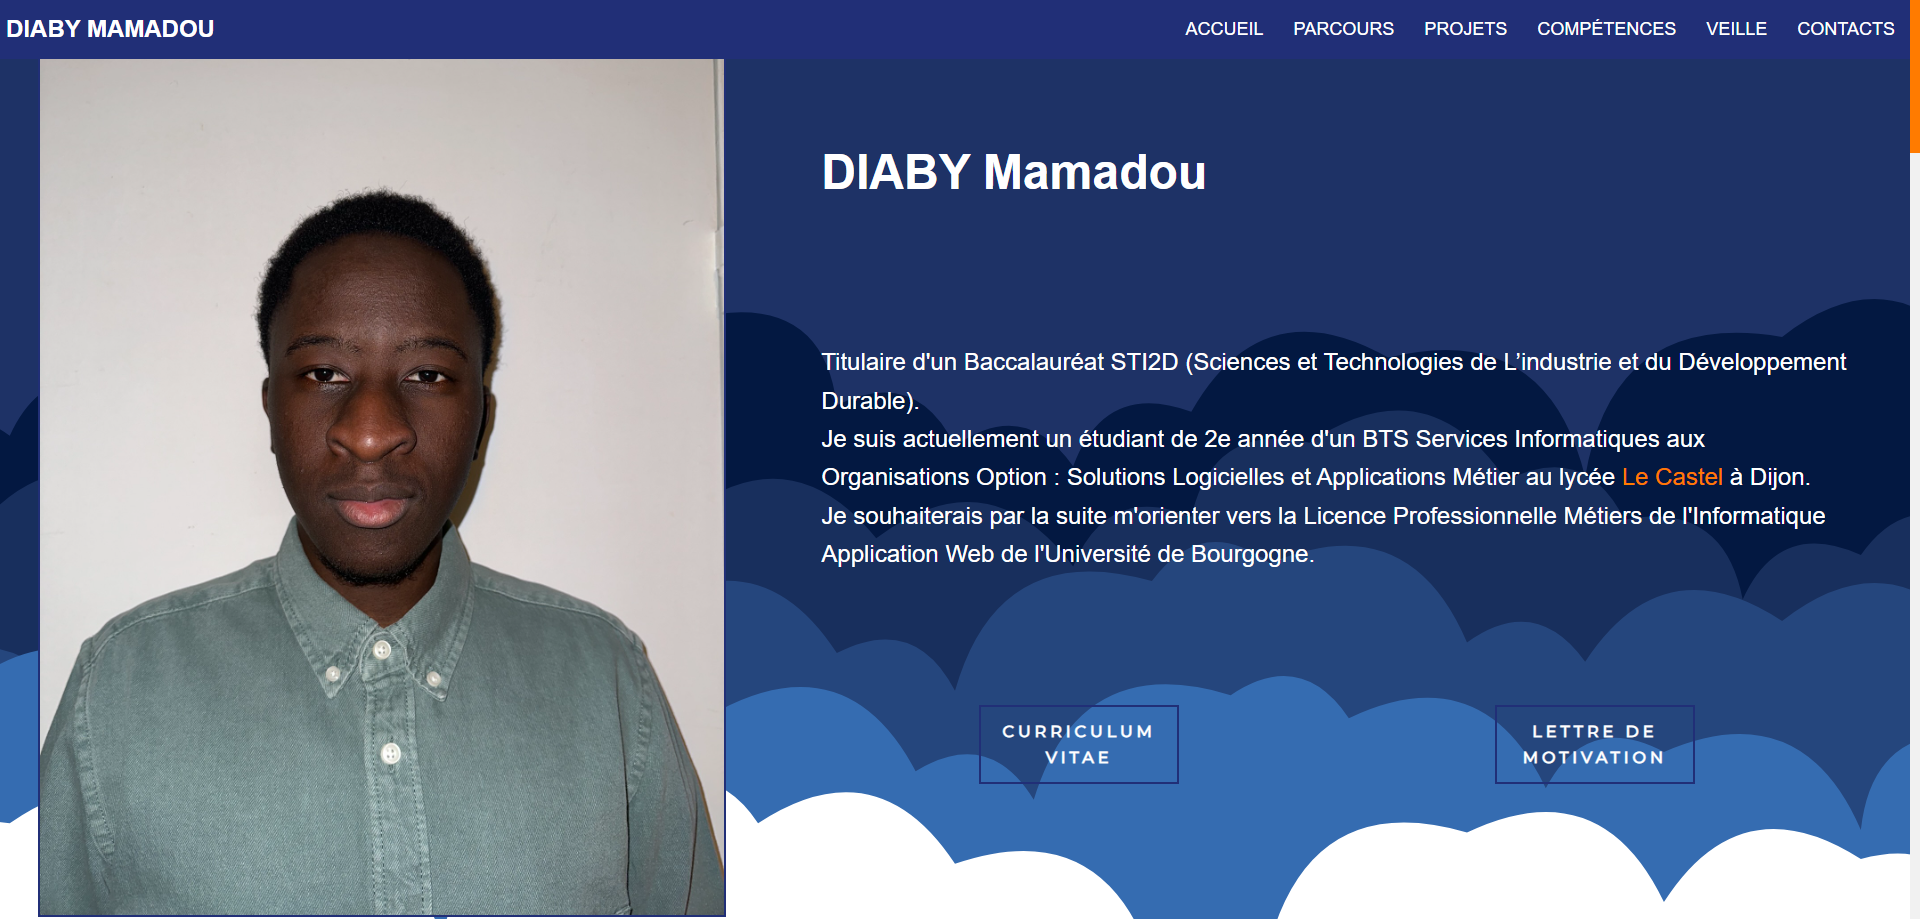 DIABY MAMADOU
ACCUEIL PARCOURS PROJETS COMPÉTENCES VEILLE CONTACTS
DIABY Mamadou
Titulaire d'un Baccalauréat STI2D (Sciences et Technologies de L’industrie et du Développement
Durable).
Je suis actuellement un étudiant de 2e année d'un BTS Services Informatiques aux
Organisations Option : Solutions Logicielles et Applications Métier au lycée Le Castel à Dijon.
Je souhaiterais par la suite m'orienter vers la Licence Professionnelle Métiers de l'Informatique
Application Web de l'Université de Bourgogne.
CURRICULUM
VITAE
LETTRE DE
MOTIVATION